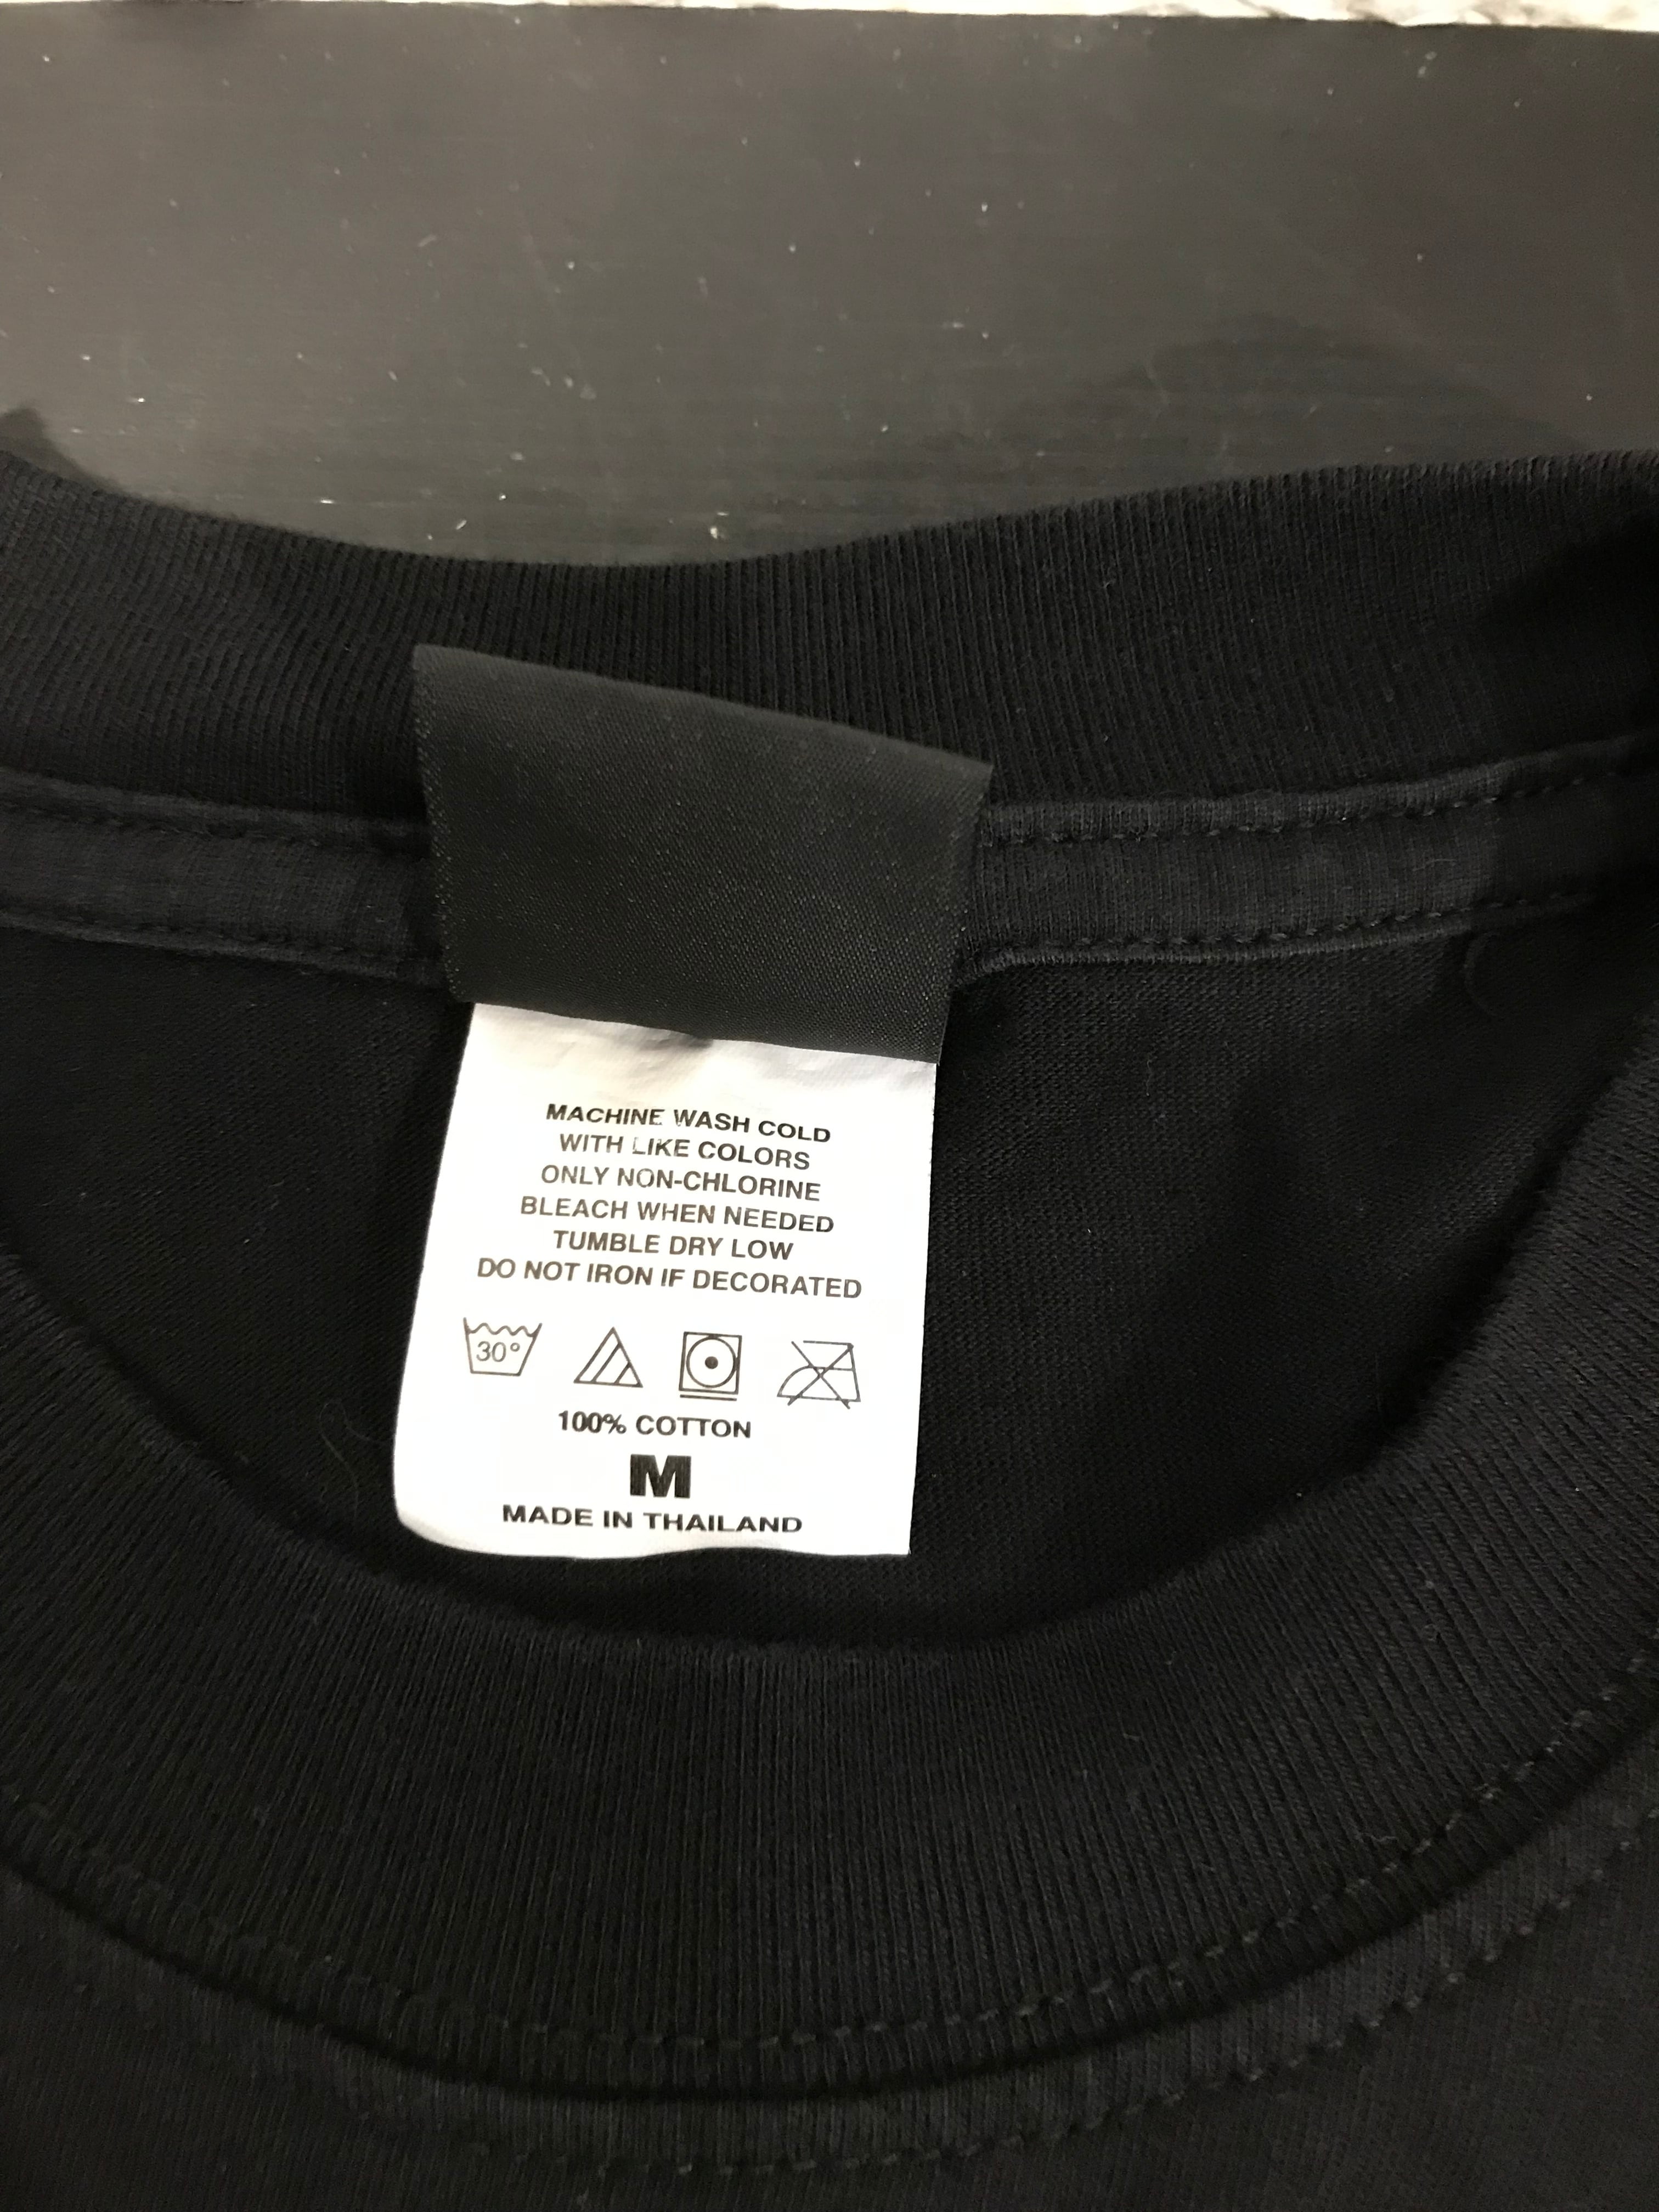 MACHINE WASH COLD
WITH LIKE COLORS
ONLY NON-CHLORINE
BLEACH WHEN NEEDED
TUMBLE DRY LOW
DO NOT IRON IF DECORATED
30°
100% COTTON
M
MADE IN THAILAND